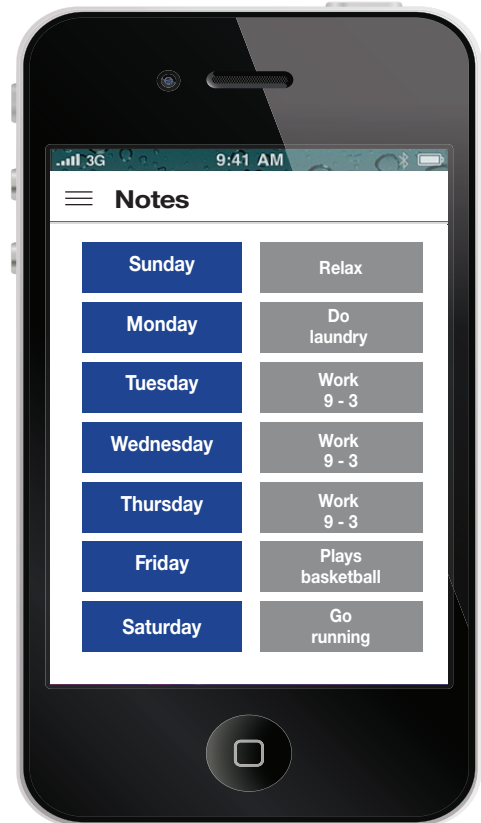 3G 9:41 AM
Notes
Sunday
Relax
Monday
Do
laundry
Tuesday
Work
9 - 3
Wednesday
Work
9 - 3
Thursday
Work
9 - 3
Friday
Plays
basketball
Saturday
Go
running